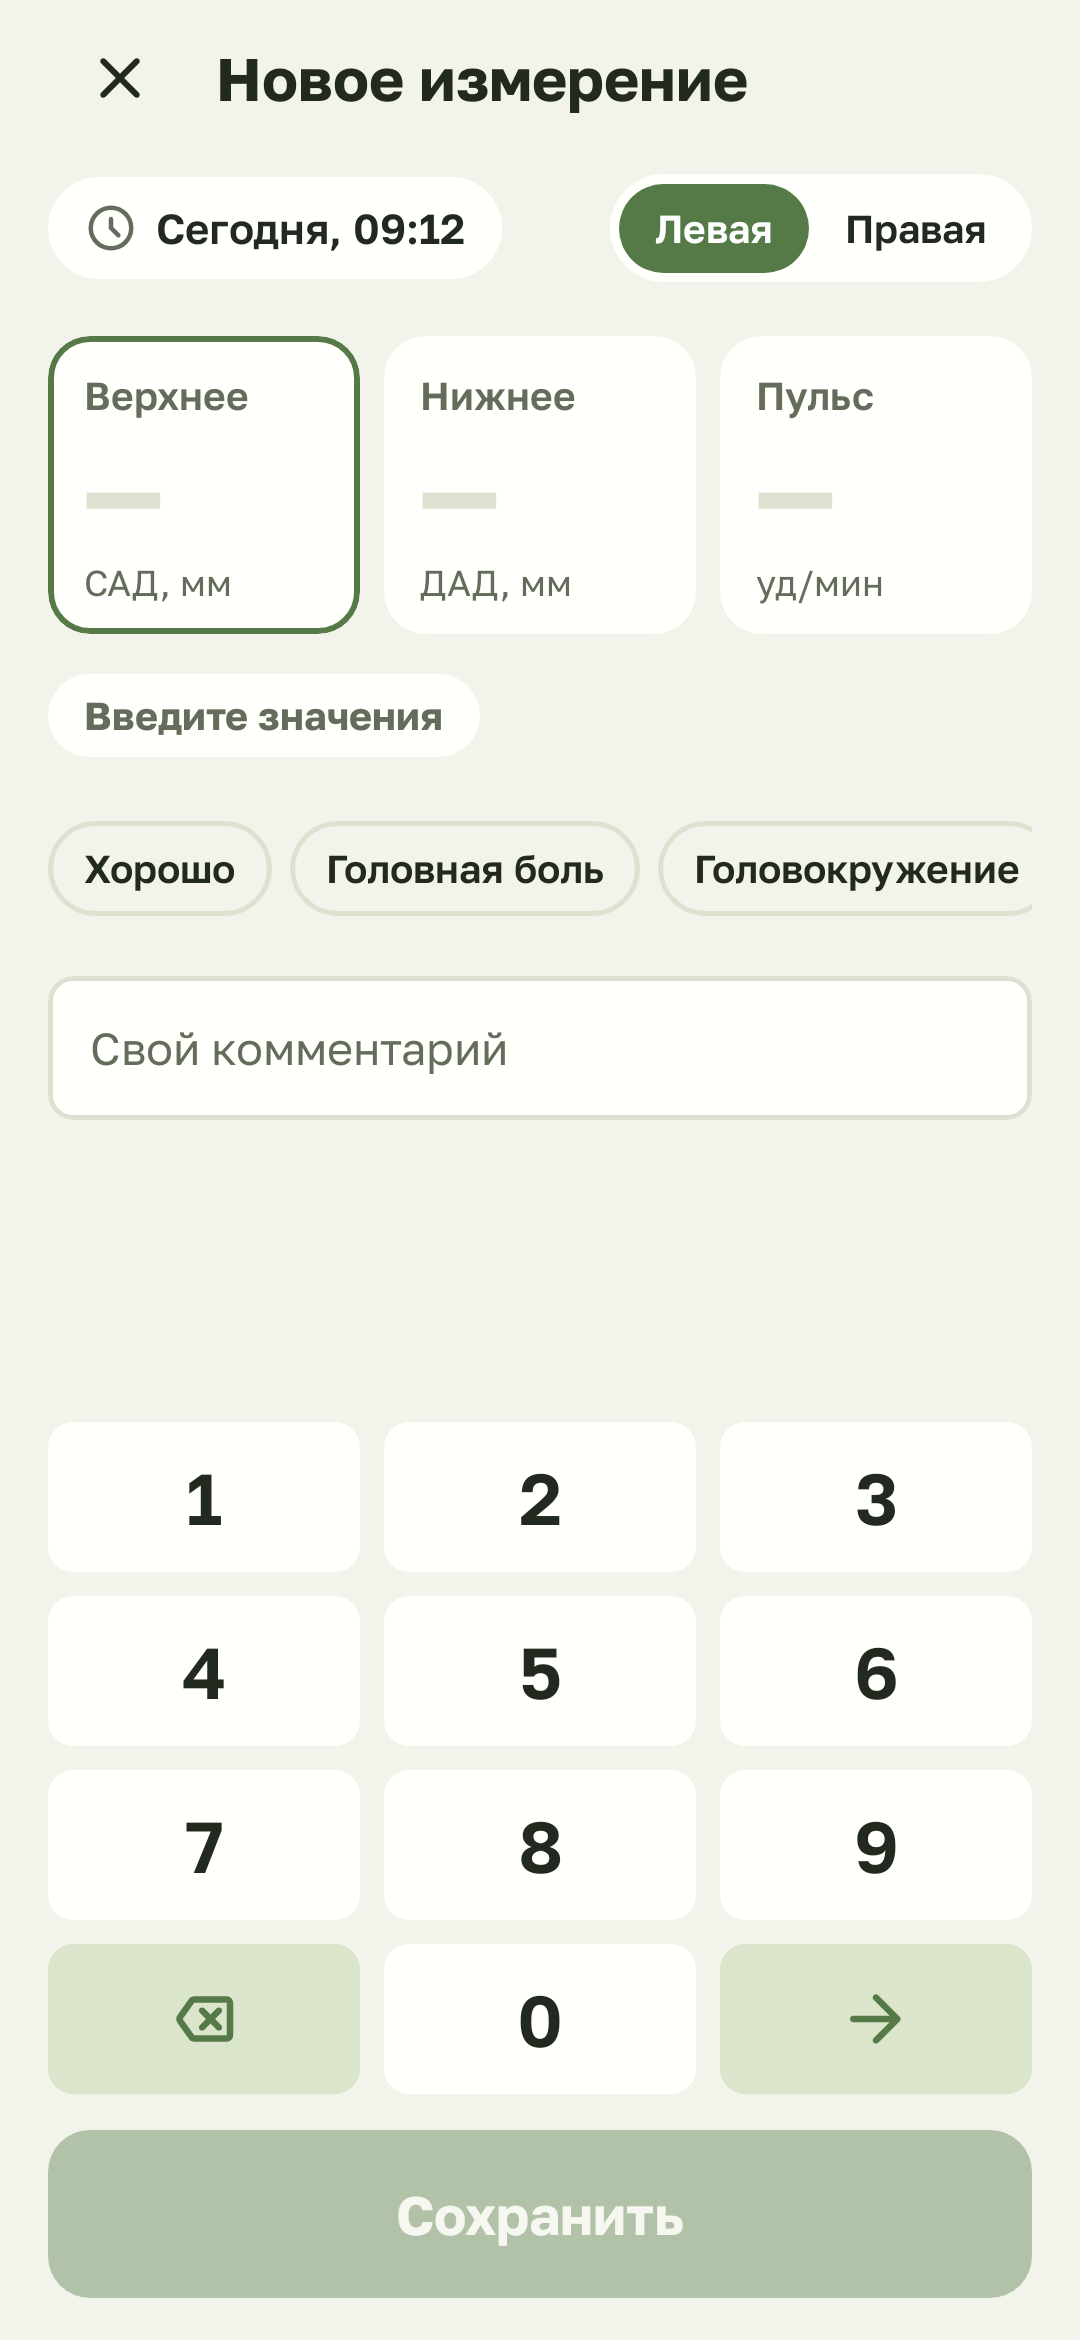 Новое измерение
Сегодня, 09:12
Левая Правая
Верхнее Нижнее Пульс
— — —
САД, мм ДАД, мм уд/мин
Введите значения
Хорошо Головная боль Головокружение
Свой комментарий
1 2 3
4 5 6
7 8 9
0
Сохранить